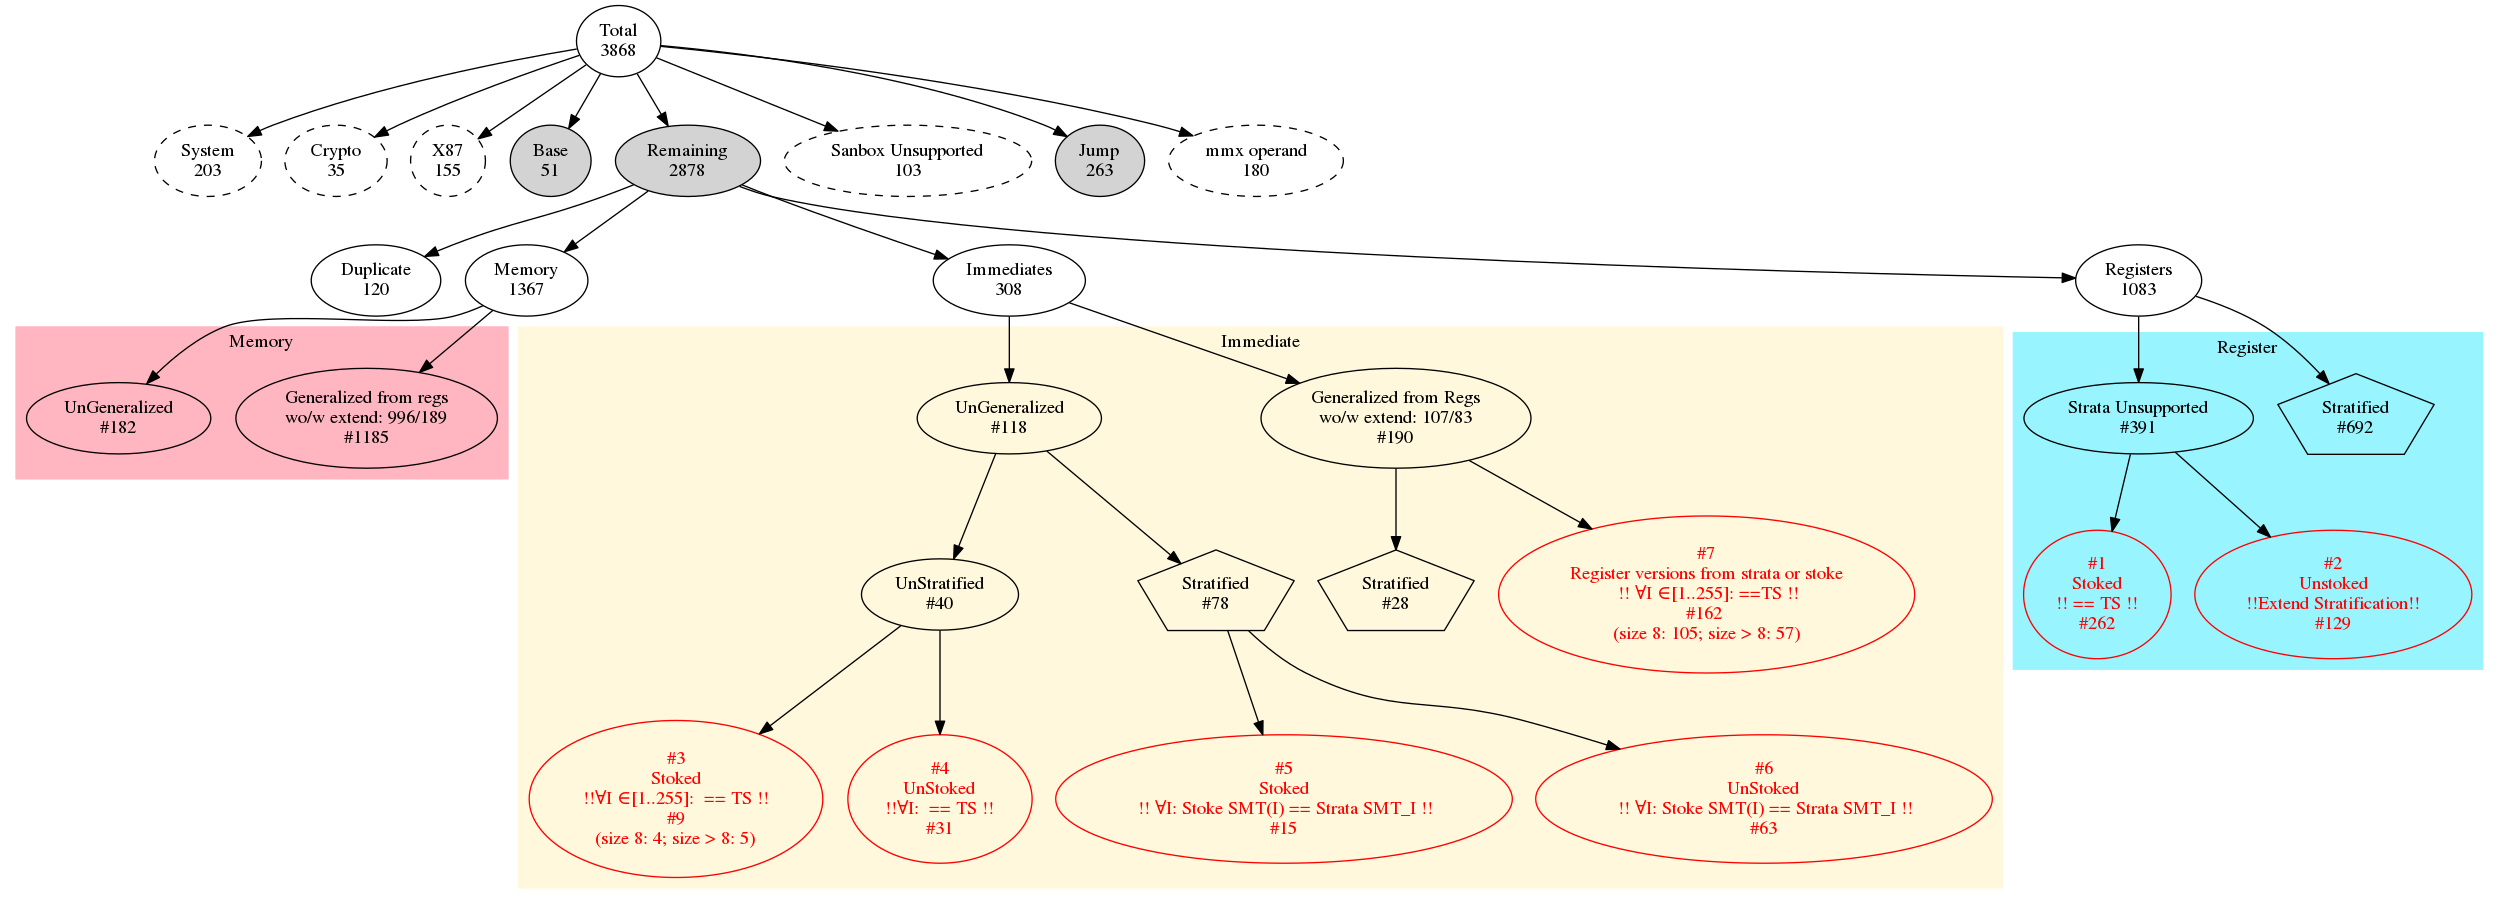 Total
3868
System
203
Crypto
35
X87
155
Base
51
Remaining
2878
Sanbox Unsupported
103
Jump
263
mmx operand
180
Duplicate
120
Memory
1367
Immediates
308
Registers
1083
Memory
Immediate
Register
UnGeneralized
#182
Generalized from regs
wo/w extend: 996/189
#1185
UnGeneralized
#118
Generalized from Regs
wo/w extend: 107/83
#190
Strata Unsupported
#391
Stratified
#692
UnStratified
#40
Stratified
#78
Stratified
#28
#7
Register versions from strata or stoke
!! ∀I ∈[1..255]: ==TS !!
#162
(size 8: 105; size > 8: 57)
#1
Stoked
!! == TS !!
#262
#2
Unstoked
!!Extend Stratification!!
#129
#3
Stoked
!!∀I ∈[1..255]:  == TS !!
#9
(size 8: 4; size > 8: 5)
#4
UnStoked
!!∀I:  == TS !!
#31
#5
Stoked
!! ∀I: Stoke SMT(I) == Strata SMT_I !!
#15
#6
UnStoked
!! ∀I: Stoke SMT(I) == Strata SMT_I !!
#63